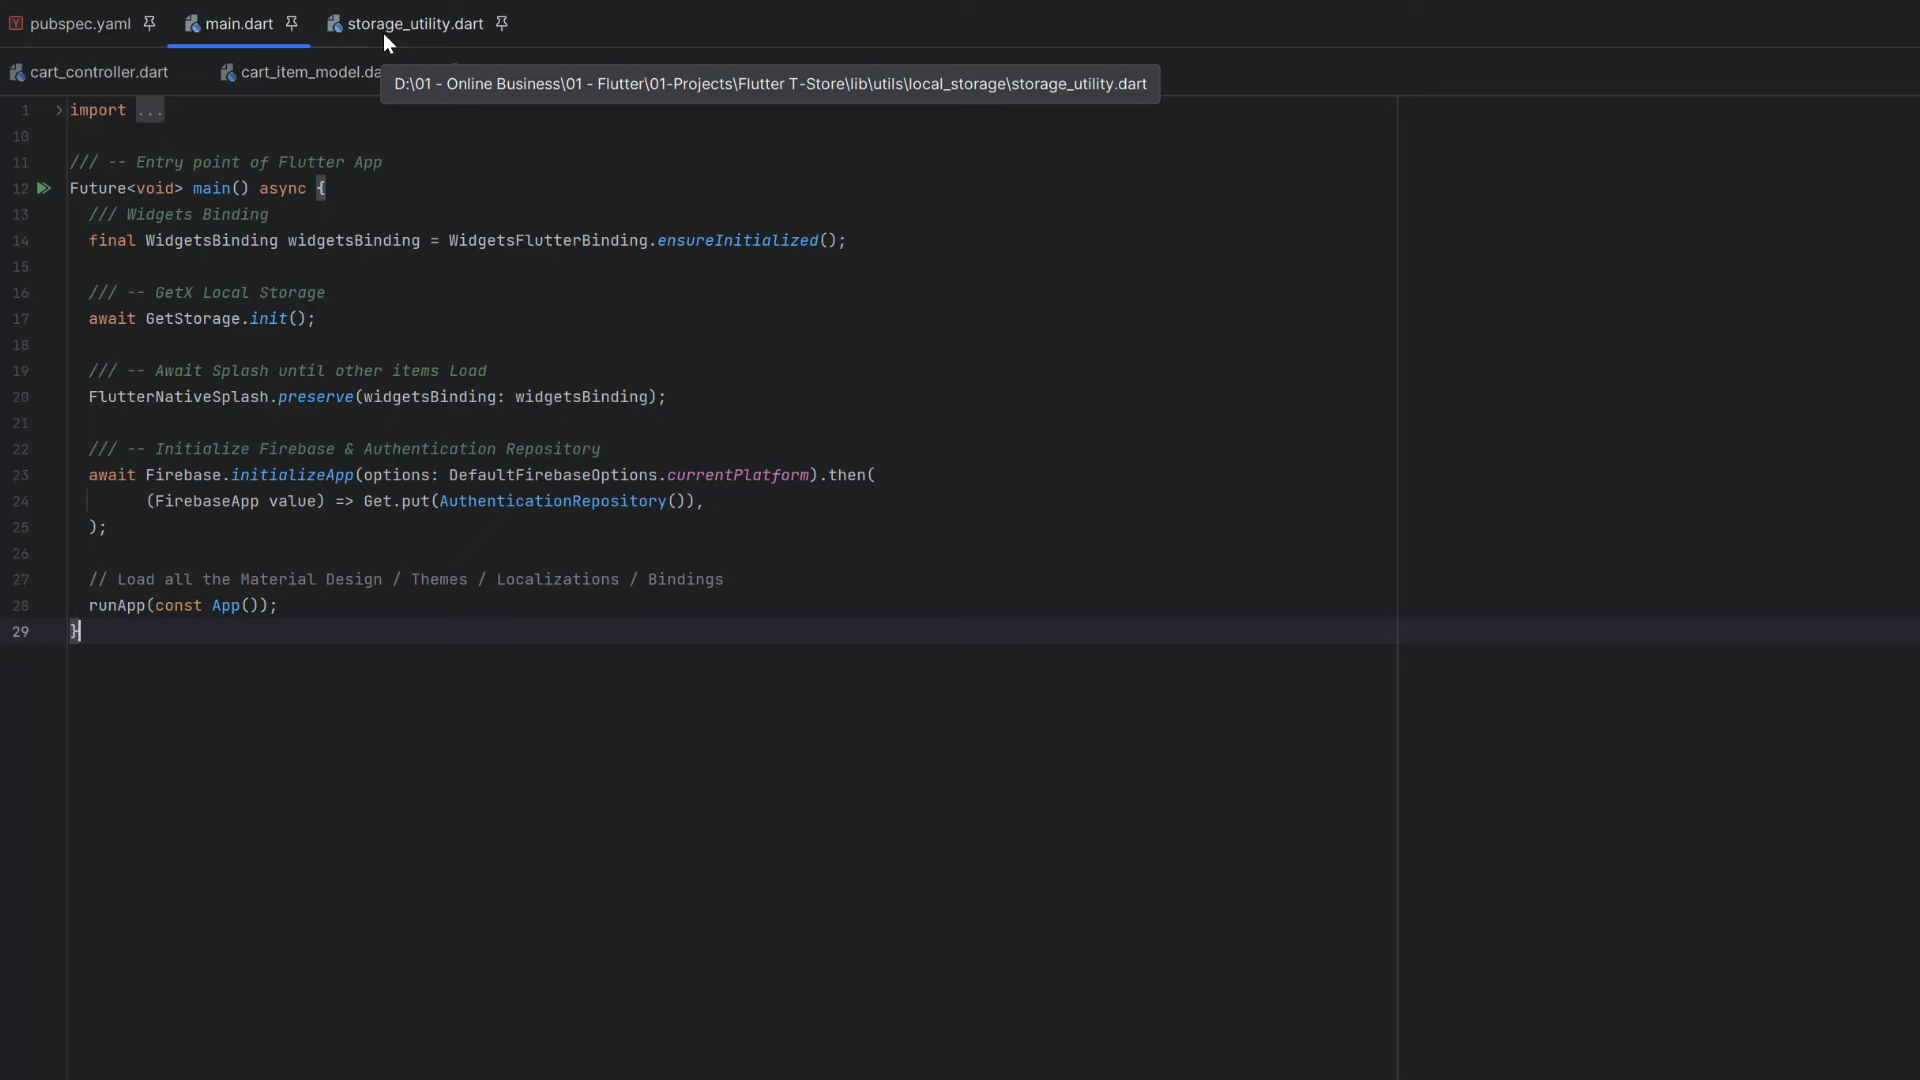 pubspec.yaml
main.dart
storage_utility.dart
cart_controller.dart
cart_item_model.da
D:\01 - Online Business\01 - Flutter\01-Projects\Flutter T-Store\lib\utils\local_storage\storage_utility.dart
1 import ...
10
11 /// -- Entry point of Flutter App
12 Future<void> main() async {
13 /// Widgets Binding
14 final WidgetsBinding widgetsBinding = WidgetsFlutterBinding.ensureInitialized();
15
16 /// -- GetX Local Storage
17 await GetStorage.init();
18
19 /// -- Await Splash until other items Load
20 FlutterNativeSplash.preserve(widgetsBinding: widgetsBinding);
21
22 /// -- Initialize Firebase & Authentication Repository
23 await Firebase.initializeApp(options: DefaultFirebaseOptions.currentPlatform).then(
24 (FirebaseApp value) => Get.put(AuthenticationRepository()),
25 );
26
27 // Load all the Material Design / Themes / Localizations / Bindings
28 runApp(const App());
29 }